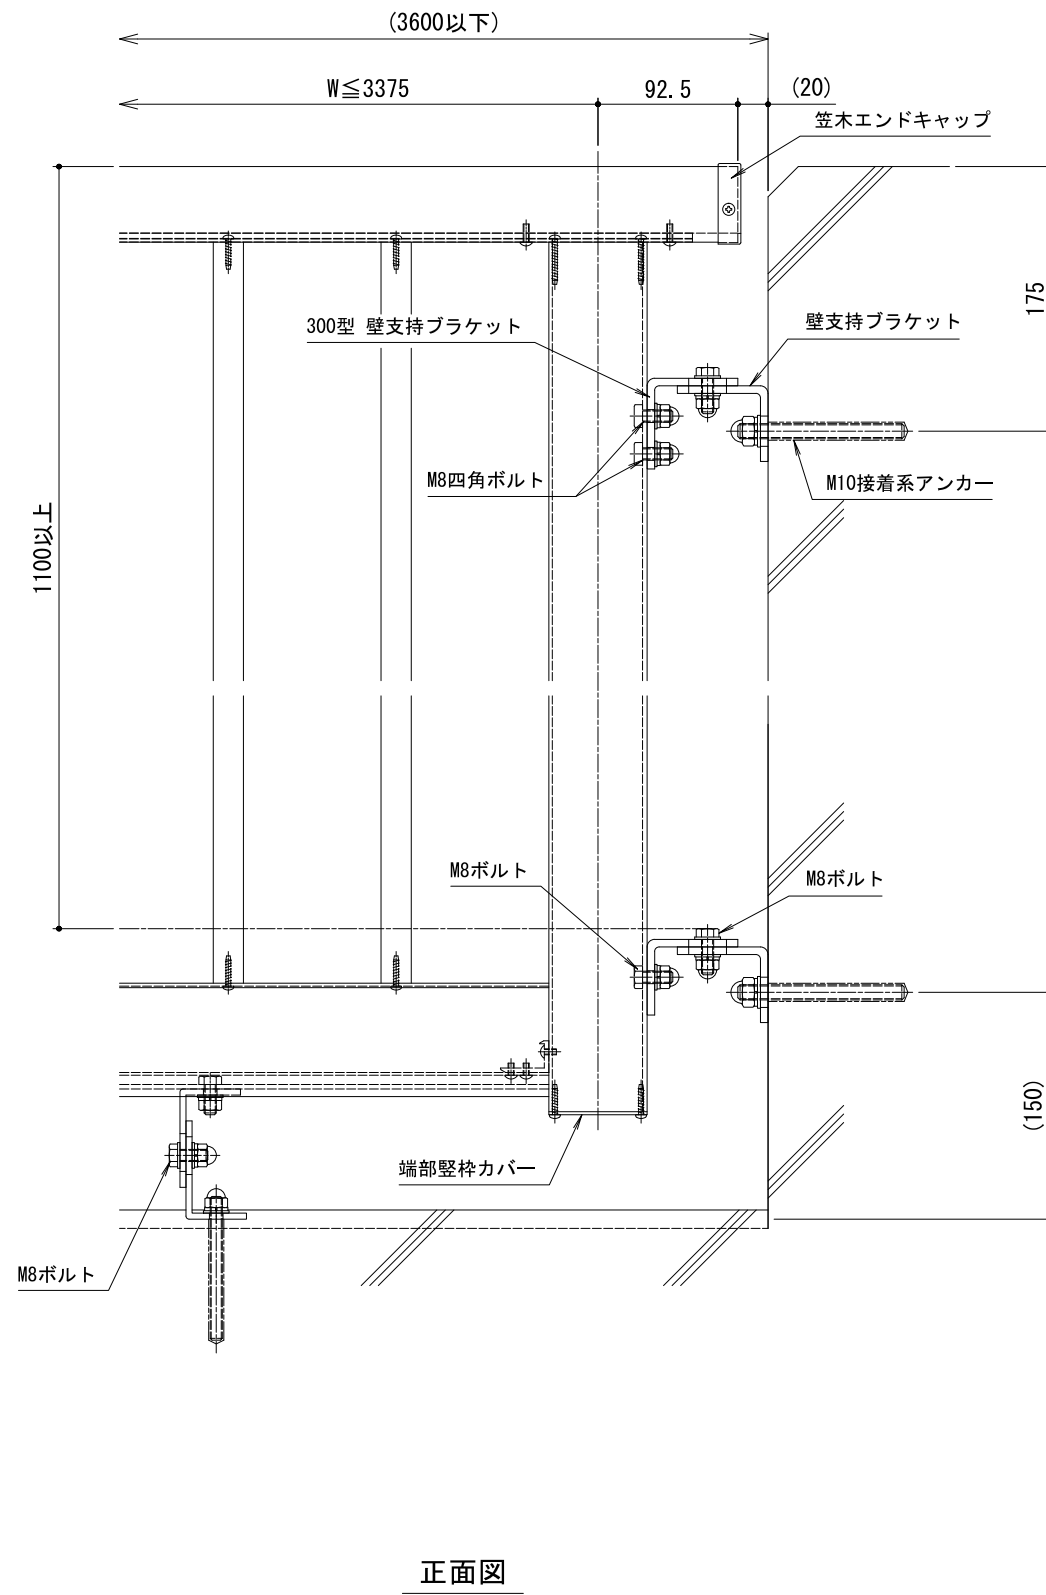 (3600以下)
W≦3375
92.5
(20)
笠木エンドキャップ
175
300型 壁支持ブラケット
壁支持ブラケット
M8四角ボルト
M10接着系アンカー
1100以上
M8ボルト
M8ボルト
(150)
端部竪枠カバー
M8ボルト
正面図